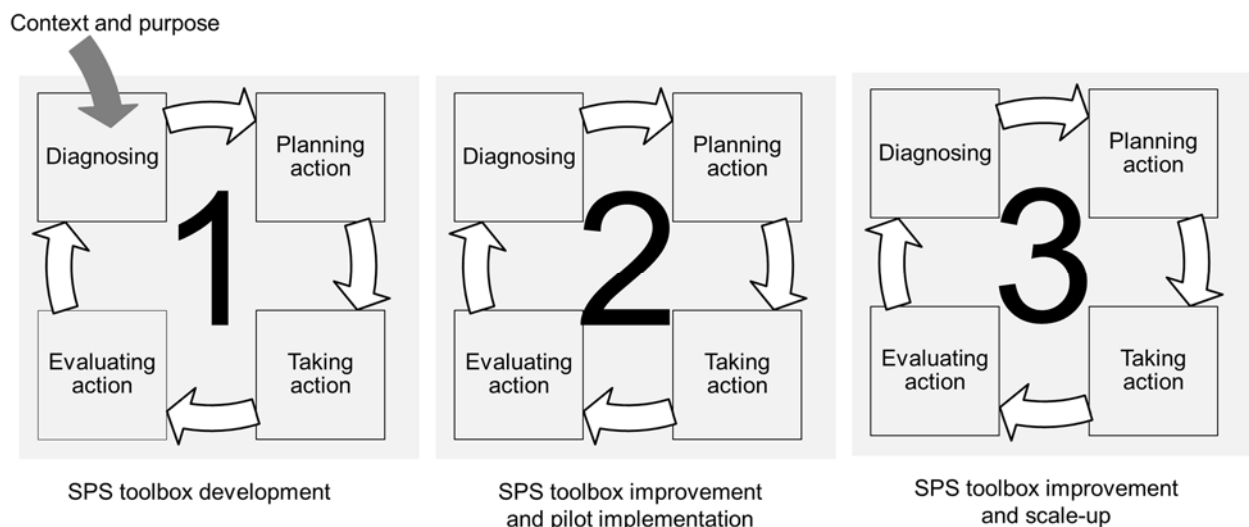 Context and purpose
Diagnosing
Planning
action
1
Evaluating
action
Taking
action
SPS toolbox development
Diagnosing
Planning
action
2
Evaluating
action
Taking
action
SPS toolbox improvement
and pilot implementation
Diagnosing
Planning
action
3
Evaluating
action
Taking
action
SPS toolbox improvement
and scale-up